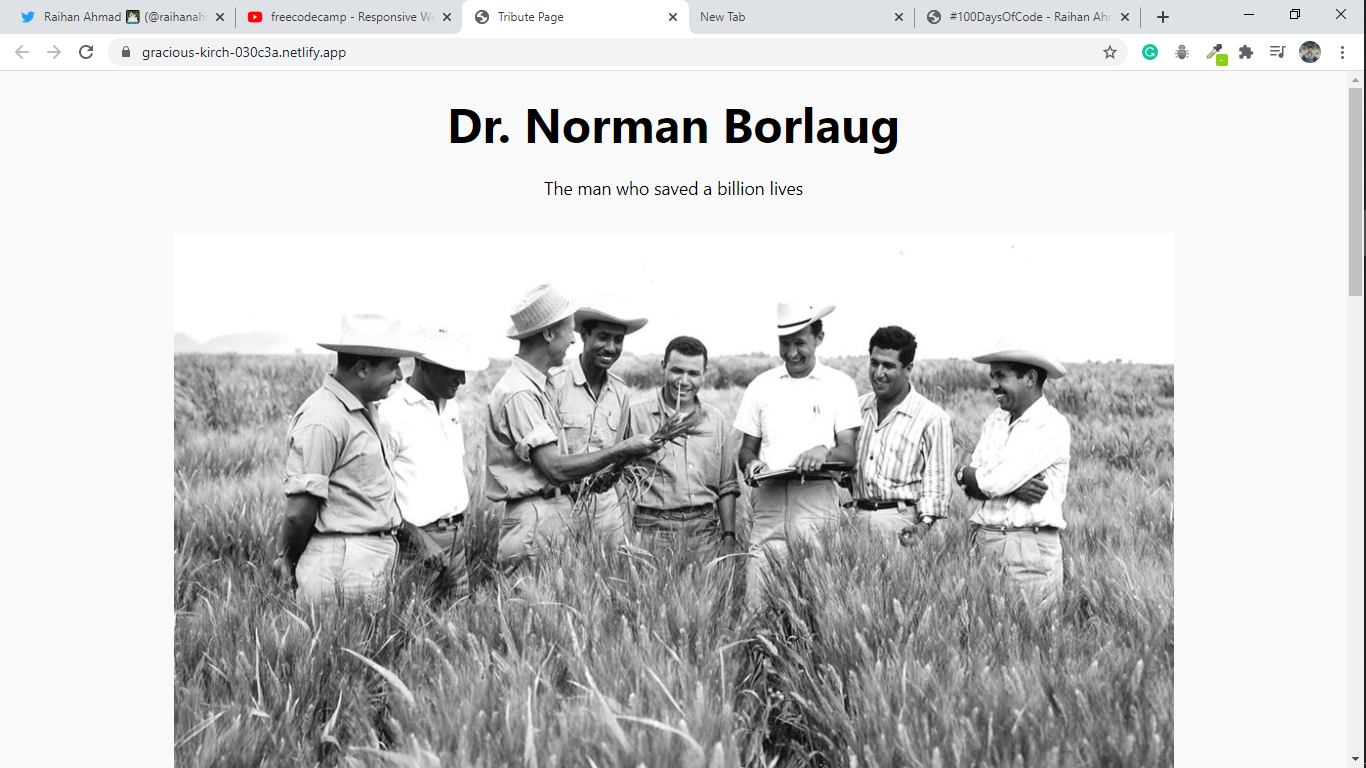 Raihan Ahmad (@raihanah
freecodecamp - Responsive W
Tribute Page
New Tab
#100DaysOfCode - Raihan Ah
gracious-kirch-030c3a.netlify.app
Dr. Norman Borlaug
The man who saved a billion lives